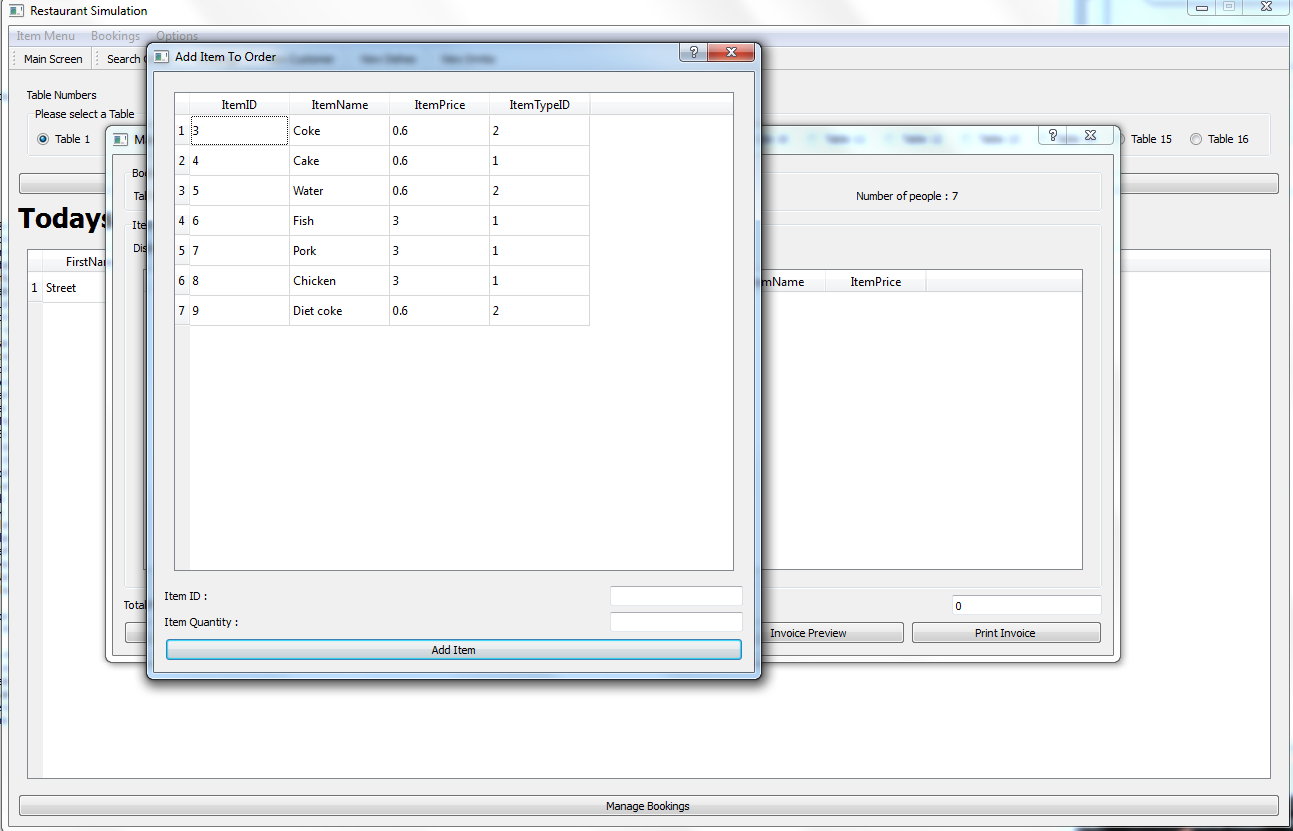 Restaurant Simulation
Item Menu Bookings Options
Main Screen Search
Add Item To Order
Table Numbers
Please select a Table
Table 1
Table 15
Table 16
Number of people : 7
Todays
ItemID ItemName ItemPrice ItemTypeID
1 3 Coke 0.6 2
2 4 Cake 0.6 1
3 5 Water 0.6 2
4 6 Fish 3 1
5 7 Pork 3 1
6 8 Chicken 3 1
7 9 Diet coke 0.6 2
ItemPrice
1 Street
Item ID :
Item Quantity :
Add Item
Total
0
Invoice Preview
Print Invoice
Manage Bookings